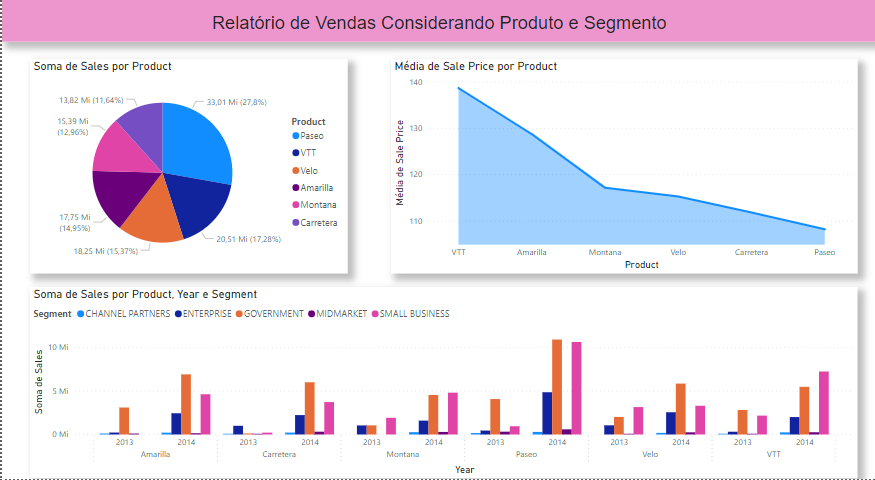 Relatório de Vendas Considerando Produto e Segmento
Soma de Sales por Product
33,01 Mi (27,8%)
20,51 Mi (17,28%)
18,25 Mi (15,37%)
17,75 Mi
(14,95%)
15,39 Mi
(12,96%)
13,82 Mi (11,64%)
Product
Paseo
VTT
Velo
Amarilla
Montana
Carretera
Média de Sale Price por Product
Média de Sale Price
140
130
120
110
VTT Amarilla Montana Velo Carretera Paseo
Product
Soma de Sales por Product, Year e Segment
Segment CHANNEL PARTNERS ENTERPRISE GOVERNMENT MIDMARKET SMALL BUSINESS
Soma de Sales
10 Mi
5 Mi
0 Mi
2013 2014 2013 2014 2013 2014 2013 2014 2013 2014 2013 2014
Amarilla Carretera Montana Paseo Velo VTT
Year